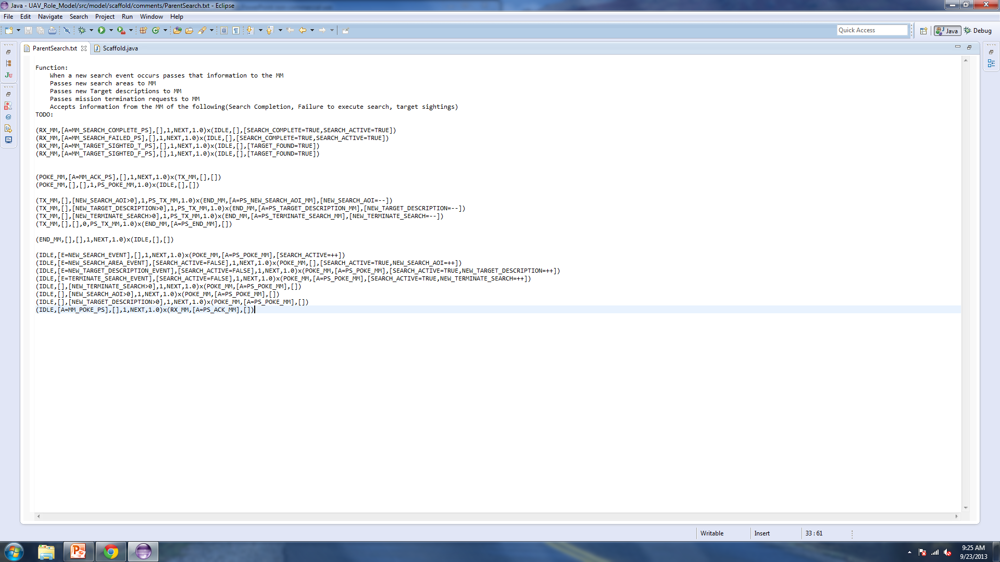 Java - UAV_Role_Model/src/model/scaffold/comments/ParentSearch.txt - Eclipse
File Edit Navigate Search Project Run Window Help
Quick Access
Java
Debug
ParentSearch.txt
Scaffold.java
Function:
When a new search event occurs passes that information to the MM
Passes new search areas to MM
Passes new Target descriptions to MM
Passes mission termination requests to MM
Accepts information from the MM of the following(Search Completion, Failure to execute search, target sightings)
TODO:
(RX_MM,[A=MM_SEARCH_COMPLETE_PS],[],1,NEXT,1.0)x(IDLE,[],[SEARCH_COMPLETE=TRUE,SEARCH_ACTIVE=TRUE])
(RX_MM,[A=MM_SEARCH_FAILED_PS],[],1,NEXT,1.0)x(IDLE,[],[SEARCH_COMPLETE=TRUE,SEARCH_ACTIVE=TRUE])
(RX_MM,[A=MM_TARGET_SIGHTED_T_PS],[],1,NEXT,1.0)x(IDLE,[],[TARGET_FOUND=TRUE])
(RX_MM,[A=MM_TARGET_SIGHTED_F_PS],[],1,NEXT,1.0)x(IDLE,[],[TARGET_FOUND=TRUE])
(POKE_MM,[A=MM_ACK_PS],[],1,NEXT,1.0)x(TX_MM,[],[])
(POKE_MM,[],[],1,PS_POKE_MM,1.0)x(IDLE,[],[])
(TX_MM,[],[NEW_SEARCH_AOI>0],1,PS_TX_MM,1.0)x(END_MM,[A=PS_NEW_SEARCH_AOI_MM],[NEW_SEARCH_AOI=--])
(TX_MM,[],[NEW_TARGET_DESCRIPTION>0],1,PS_TX_MM,1.0)x(END_MM,[A=PS_TARGET_DESCRIPTION_MM],[NEW_TARGET_DESCRIPTION=--])
(TX_MM,[],[NEW_TERMINATE_SEARCH>0],1,PS_TX_MM,1.0)x(END_MM,[A=PS_TERMINATE_SEARCH_MM],[NEW_TERMINATE_SEARCH=--])
(TX_MM,[],[],0,PS_TX_MM,1.0)x(END_MM,[A=PS_END_MM],[])
(END_MM,[],[],1,NEXT,1.0)x(IDLE,[],[])
(IDLE,[E=NEW_SEARCH_EVENT],[],1,NEXT,1.0)x(POKE_MM,[A=PS_POKE_MM],[SEARCH_ACTIVE=++])
(IDLE,[E=NEW_SEARCH_AREA_EVENT],[SEARCH_ACTIVE=FALSE],1,NEXT,1.0)x(POKE_MM,[],[SEARCH_ACTIVE=TRUE,NEW_SEARCH_AOI=++])
(IDLE,[E=NEW_TARGET_DESCRIPTION_EVENT],[SEARCH_ACTIVE=FALSE],1,NEXT,1.0)x(POKE_MM,[A=PS_POKE_MM],[SEARCH_ACTIVE=TRUE,NEW_TARGET_DESCRIPTION=++])
(IDLE,[E=TERMINATE_SEARCH_EVENT],[SEARCH_ACTIVE=FALSE],1,NEXT,1.0)x(POKE_MM,[A=PS_POKE_MM],[SEARCH_ACTIVE=TRUE,NEW_TERMINATE_SEARCH=++])
(IDLE,[],[NEW_TERMINATE_SEARCH>0],1,NEXT,1.0)x(POKE_MM,[A=PS_POKE_MM],[])
(IDLE,[],[NEW_SEARCH_AOI>0],1,NEXT,1.0)x(POKE_MM,[A=PS_POKE_MM],[])
(IDLE,[],[NEW_TARGET_DESCRIPTION>0],1,NEXT,1.0)x(POKE_MM,[A=PS_POKE_MM],[])
(IDLE,[A=MM_POKE_PS],[],1,NEXT,1.0)x(RX_MM,[A=PS_ACK_MM],[])
Writable
Insert
33 : 61
9:25 AM
9/23/2013